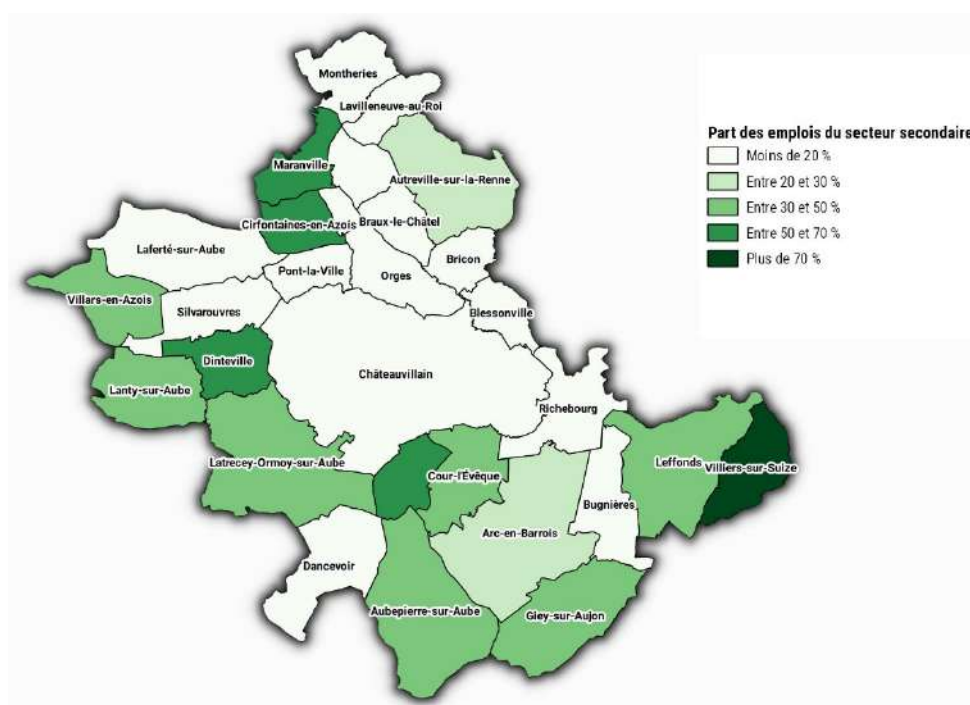 Montheries
Lavilleneuve-au-Roi
Part des emplois du secteur secondaire
Moins de 20 %
Entre 20 et 30 %
Entre 30 et 50 %
Entre 50 et 70 %
Plus de 70 %
Maranville
Autreville-sur-la-Renne
Cirfontaines-en-Azois
Braux-le-Châtel
Laferté-sur-Aube
Bricon
Pont-la-Ville
Orges
Villars-en-Azois
Silvarouvres
Blessonville
Dinteville
Châteauvillain
Lanty-sur-Aube
Richebourg
Latrecey-Ormoy-sur-Aube
Cour-l'Évêque
Leffonds
Villiers-sur-Suize
Bugnières
Arc-en-Barrois
Dancevoir
Aubepierre-sur-Aube
Giey-sur-Aujon